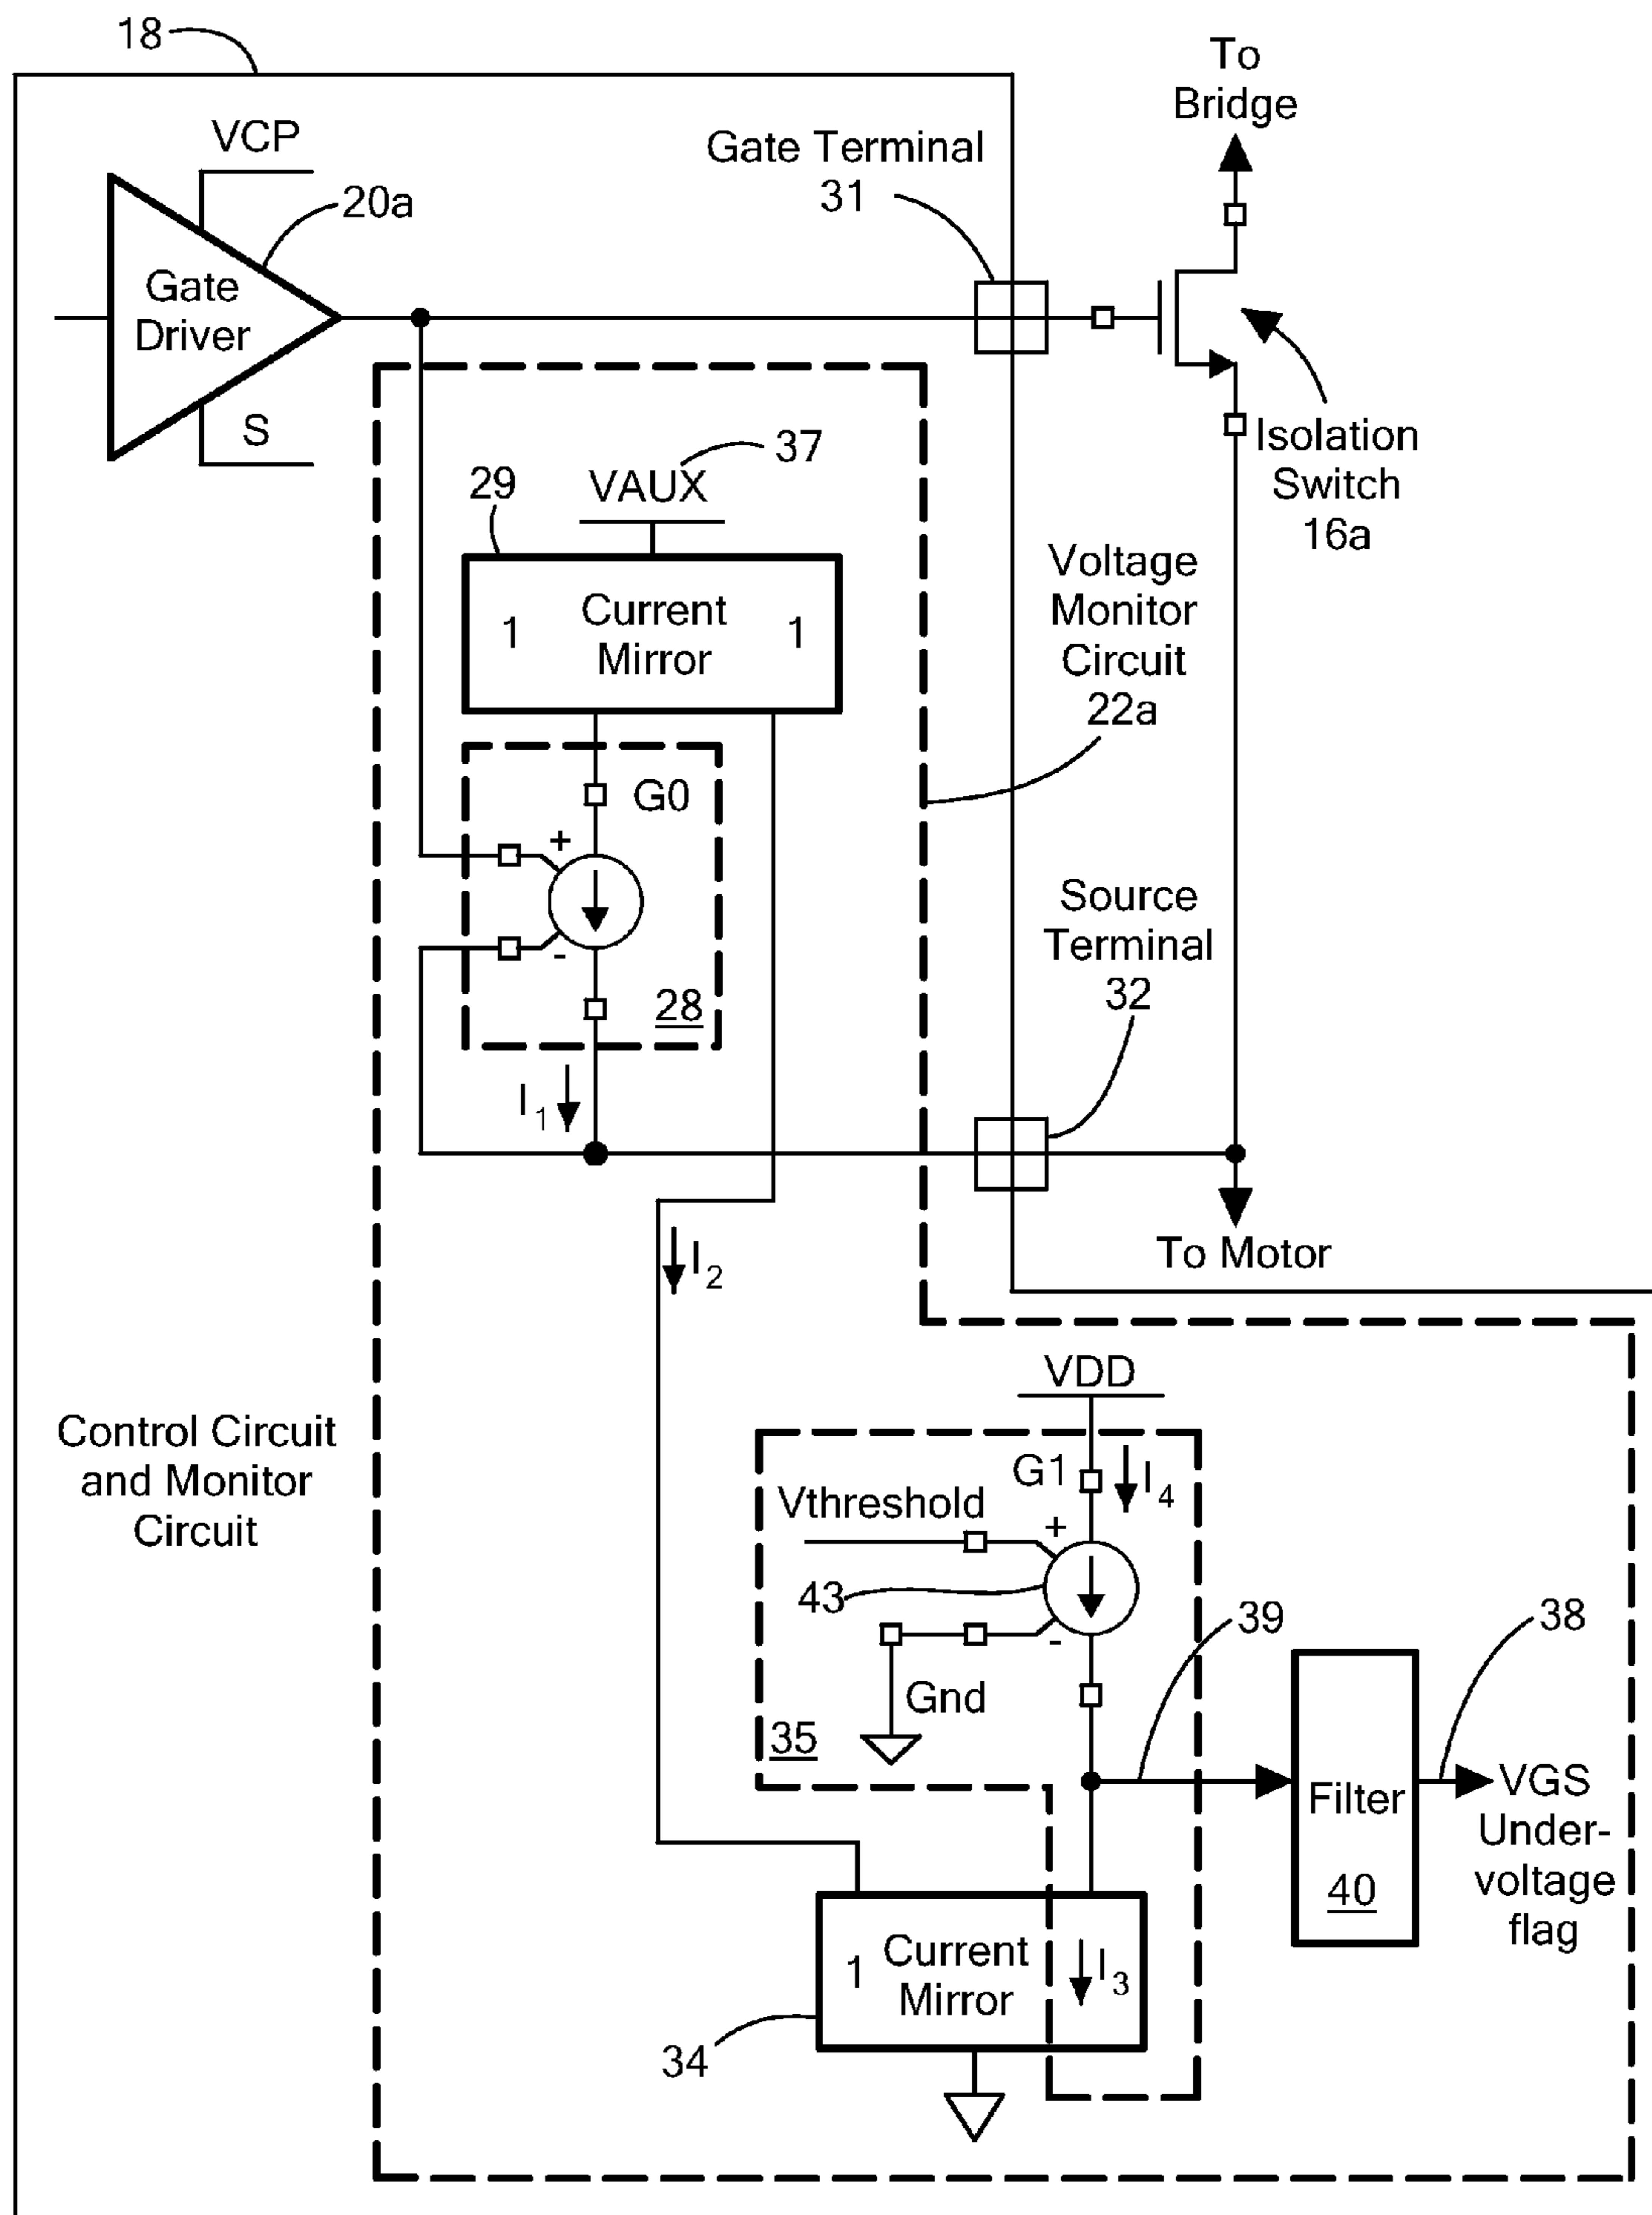 18
To
Bridge
VCP
Gate Terminal
31
20a
Gate
Driver
S
Isolation
Switch
16a
37
29
VAUX
Voltage
Monitor
Circuit
22a
1
Current
Mirror
1
G0
+
-
28
Source
Terminal
32
I1
To Motor
I2
VDD
Control Circuit
and Monitor
Circuit
G1
I4
Vthreshold
+
43
-
39
38
Gnd
35
Filter
40
VGS
Under-
voltage
flag
1
Current
Mirror
I3
34